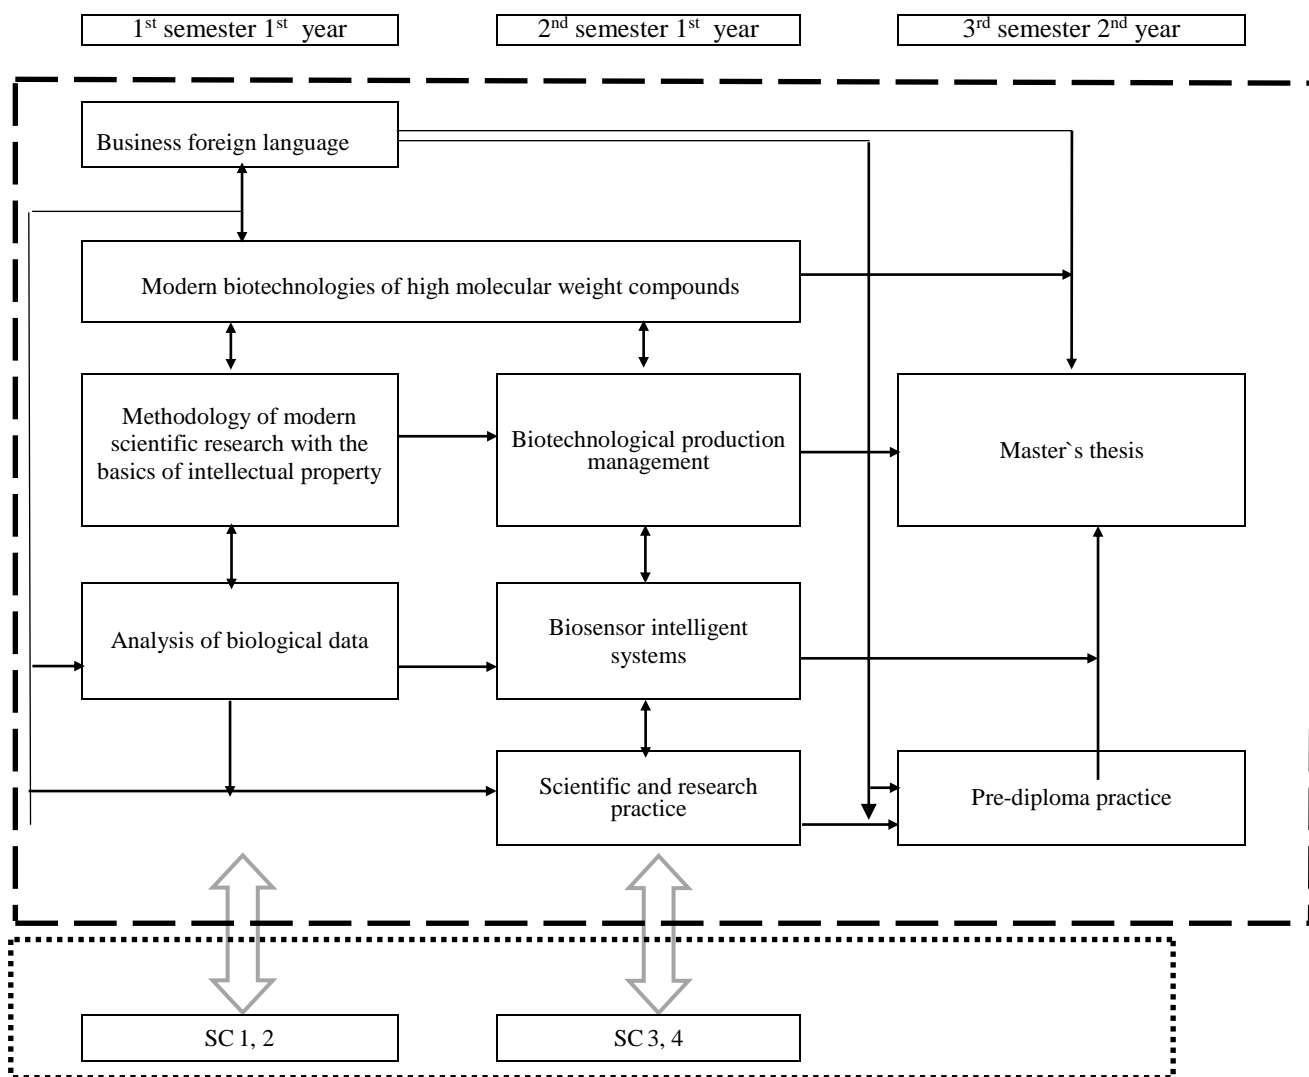 1st semester 1st year
2nd semester 1st year
3rd semester 2nd year
Business foreign language
Modern biotechnologies of high molecular weight compounds
Methodology of modern
scientific research with the
basics of intellectual property
Biotechnological production
management
Master`s thesis
Analysis of biological data
Biosensor intelligent
systems
Scientific and research
practice
Pre-diploma practice
SC 1, 2
SC 3, 4